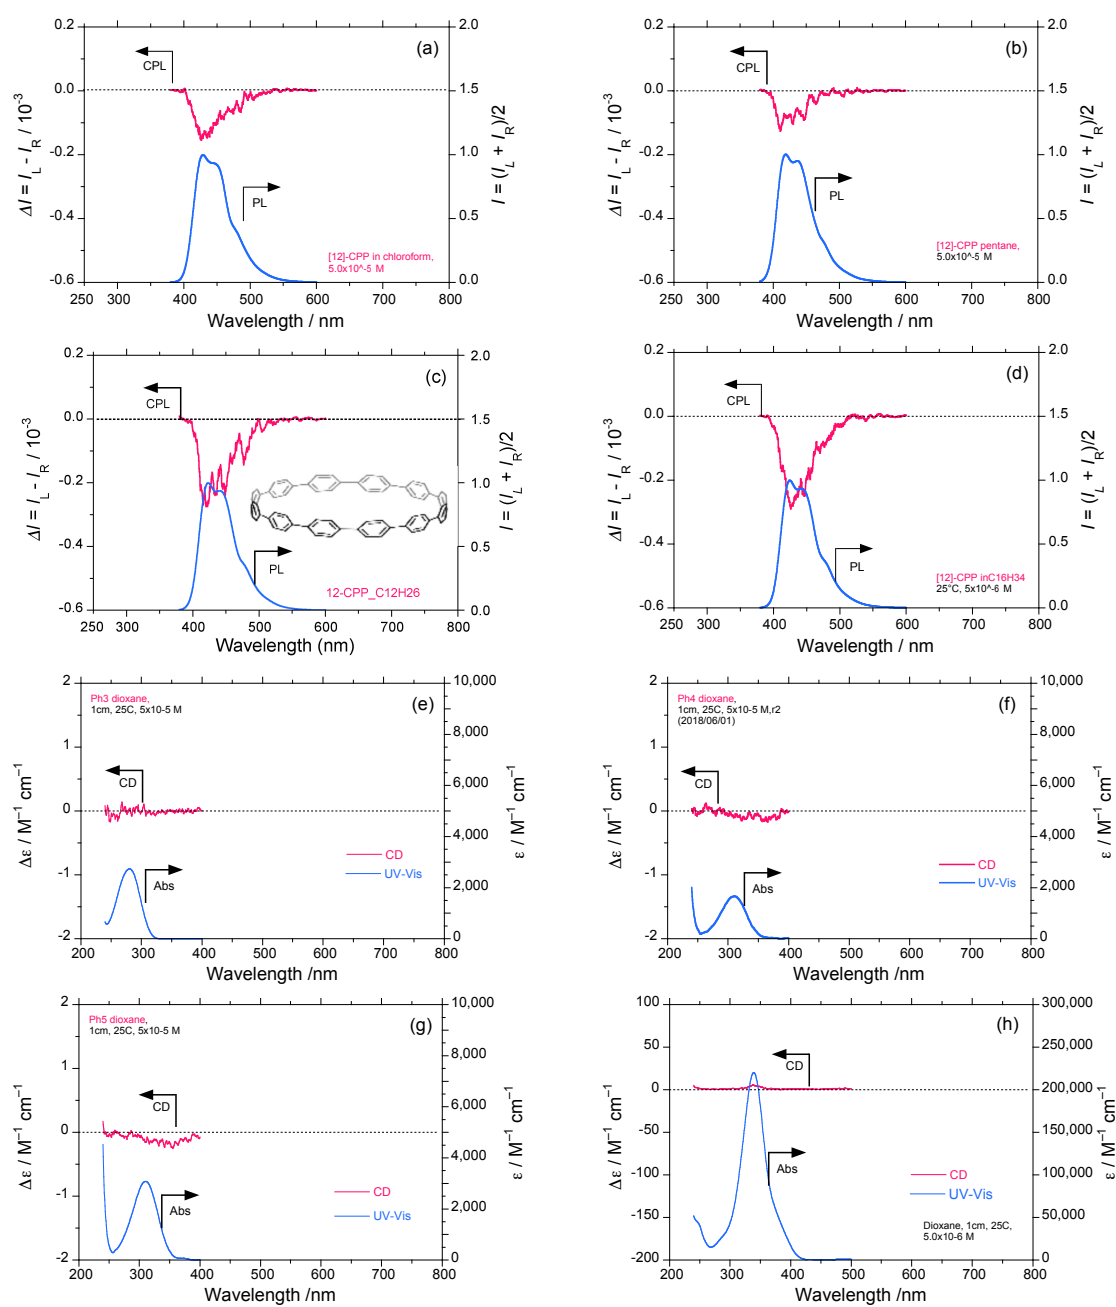 (a)
CPL
PL
[12]-CPP in chloroform,
5.0x10^-5 M
0.2
0.0
-0.2
-0.4
-0.6
2.0
1.5
1.0
0.5
0.0
250 300 400 500 600 700 800
ΔI = I_L - I_R / 10^-3
I = (I_L + I_R)/2
Wavelength / nm
(b)
CPL
PL
[12]-CPP pentane,
5.0x10^-5 M
0.2
0.0
-0.2
-0.4
-0.6
2.0
1.5
1.0
0.5
0.0
250 300 400 500 600 700 800
ΔI = I_L - I_R / 10^-3
I = (I_L + I_R)/2
Wavelength / nm
(c)
CPL
PL
12-CPP_C12H26
0.2
0.0
-0.2
-0.4
-0.6
2.0
1.5
1.0
0.5
0.0
250 300 400 500 600 700 800
ΔI = I_L - I_R / 10^-3
I = (I_L + I_R)/2
Wavelength (nm)
(d)
CPL
PL
[12]-CPP inC16H34
25°C, 5x10^-6 M
0.2
0.0
-0.2
-0.4
-0.6
2.0
1.5
1.0
0.5
0.0
250 300 400 500 600 700 800
ΔI = I_L - I_R / 10^-3
I = (I_L + I_R)/2
Wavelength / nm
Ph3 dioxane,
1cm, 25C, 5x10-5 M
(e)
CD
Abs
CD
UV-Vis
2
1
0
-1
-2
10,000
8,000
6,000
4,000
2,000
0
200 300 400 500 600 700 800
Δε / M⁻¹ cm⁻¹
ε / M⁻¹ cm⁻¹
Wavelength /nm
Ph4 dioxane,
1cm, 25C, 5x10-5 M,r2
(2018/06/01)
(f)
CD
Abs
CD
UV-Vis
2
1
0
-1
-2
10,000
8,000
6,000
4,000
2,000
0
200 300 400 500 600 700 800
Δε / M⁻¹ cm⁻¹
ε / M⁻¹ cm⁻¹
Wavelength /nm
Ph5 dioxane,
1cm, 25C, 5x10-5 M
(g)
CD
Abs
CD
UV-Vis
2
1
0
-1
-2
10,000
8,000
6,000
4,000
2,000
0
200 300 400 500 600 700 800
Δε / M⁻¹ cm⁻¹
ε / M⁻¹ cm⁻¹
Wavelength /nm
(h)
CD
Abs
CD
UV-Vis
Dioxane, 1cm, 25C,
5.0x10-6 M
100
50
0
-50
-100
-150
-200
300,000
250,000
200,000
150,000
100,000
50,000
0
200 300 400 500 600 700 800
Δε / M⁻¹ cm⁻¹
ε / M⁻¹ cm⁻¹
Wavelength /nm